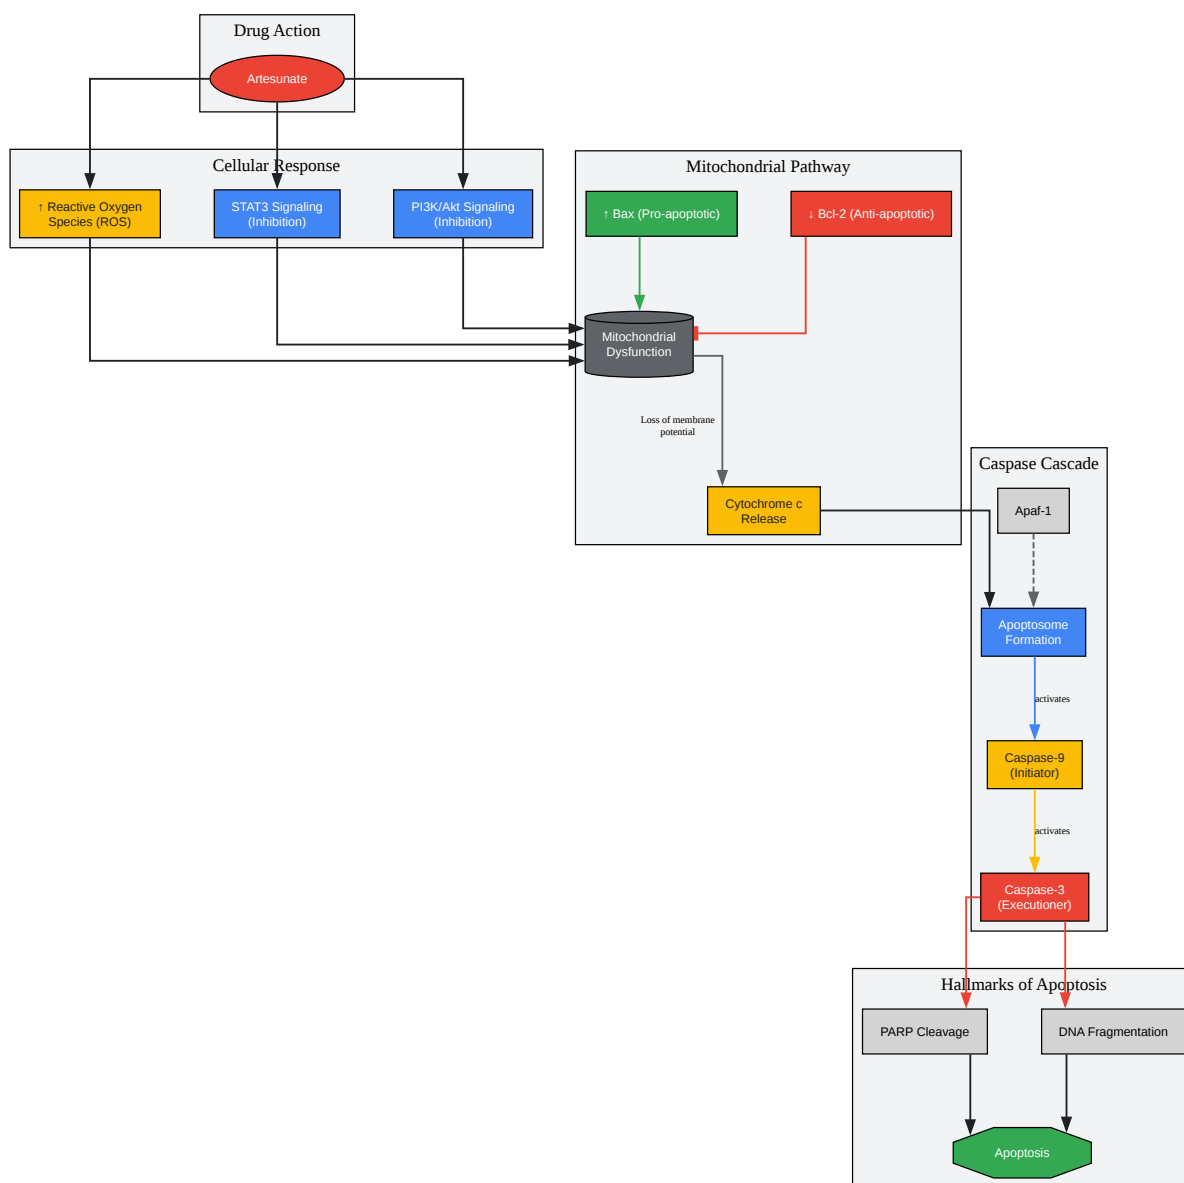 Drug Action
Artesunate
Cellular Response
↑ Reactive Oxygen
Species (ROS)
STAT3 Signaling
(Inhibition)
PI3K/Akt Signaling
(Inhibition)
Mitochondrial Pathway
↑ Bax (Pro-apoptotic)
↓ Bcl-2 (Anti-apoptotic)
Mitochondrial
Dysfunction
Loss of membrane
potential
Cytochrome c
Release
Caspase Cascade
Apaf-1
Apoptosome
Formation
activates
Caspase-9
(Initiator)
activates
Caspase-3
(Executioner)
Hallmarks of Apoptosis
PARP Cleavage
DNA Fragmentation
Apoptosis